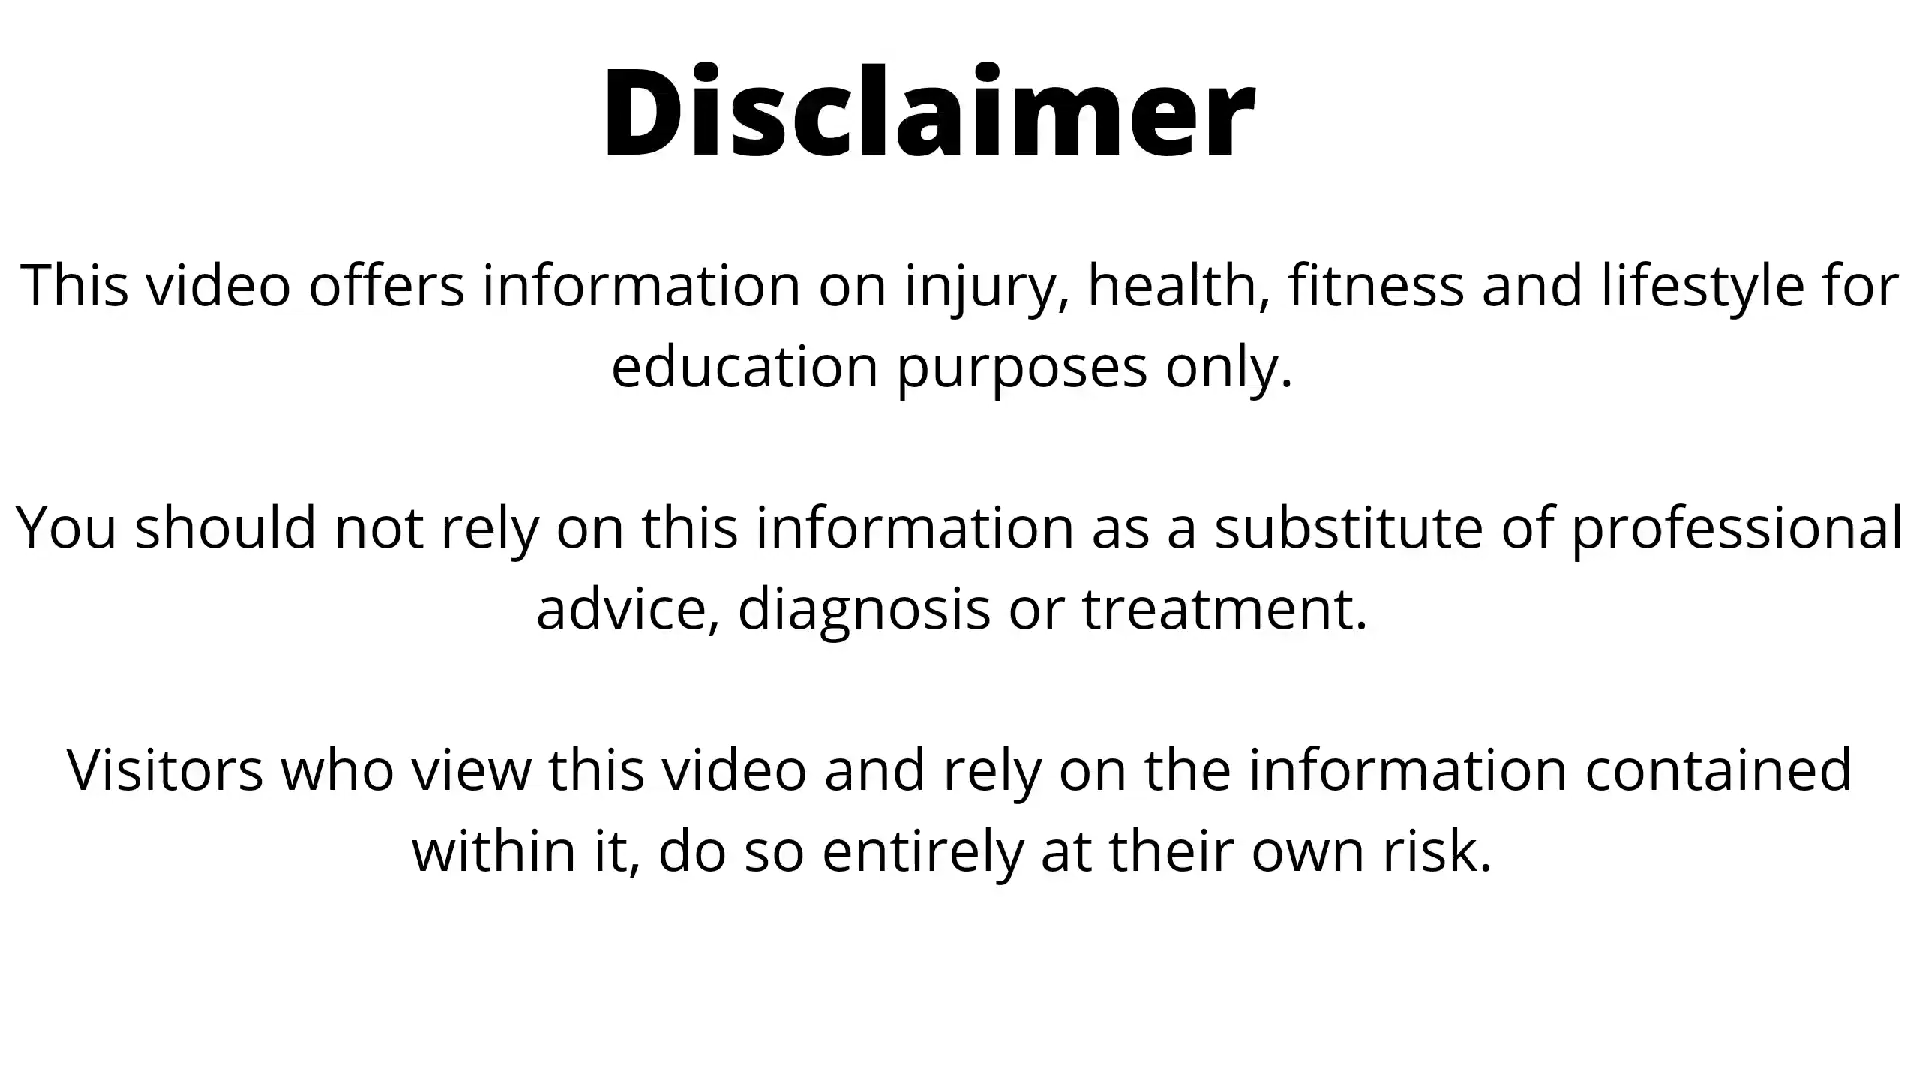 Disclaimer
This video offers information on injury, health, fitness and lifestyle for
education purposes only.
You should not rely on this information as a substitute of professional
advice, diagnosis or treatment.
Visitors who view this video and rely on the information contained
within it, do so entirely at their own risk.